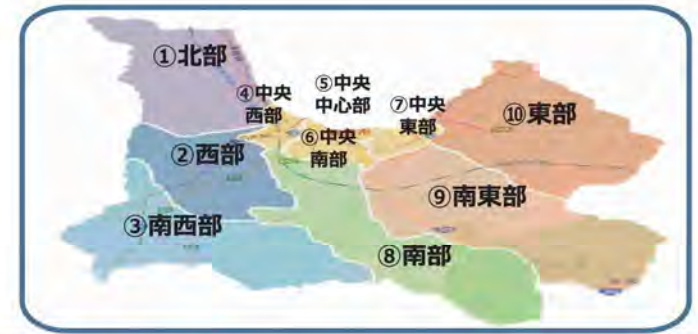 ①北部
②西部
③南西部
④中央
西部
⑤中央
中心部
⑥中央
南部
⑦中央
東部
⑧南部
⑨南東部
⑩東部